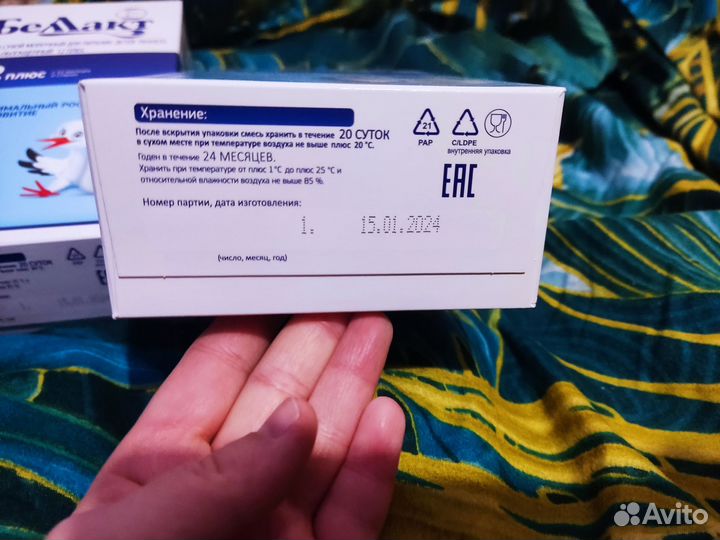 Беллакт
плюс
РАЗВИТИЕ
20 СУТОК
Хранение:
После вскрытия упаковки смесь хранить в течение 20 СУТОК
в сухом месте при температуре воздуха не выше плюс 20 °С.
Годен в течение 24 МЕСЯЦЕВ.
Хранить при температуре от плюс 1°С до плюс 25 °С и
относительной влажности воздуха не выше 85 %.
Номер партии, дата изготовления:
1. 15.01.2024
(число, месяц, год)
21
PAP
C/LDPE
внутренняя упаковка
EAC
Avito